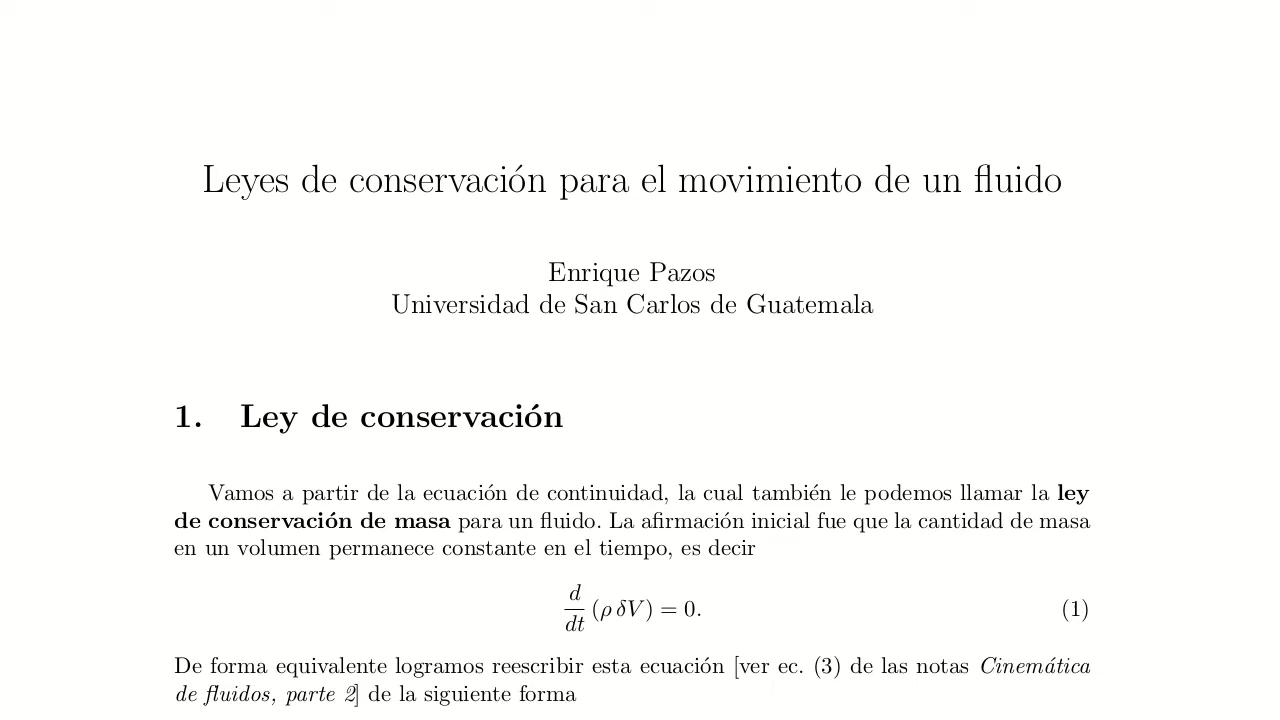 Leyes de conservación para el movimiento de un fluido
Enrique Pazos
Universidad de San Carlos de Guatemala
1. Ley de conservación
Vamos a partir de la ecuación de continuidad, la cual también le podemos llamar la ley
de conservación de masa para un fluido. La afirmación inicial fue que la cantidad de masa
en un volumen permanece constante en el tiempo, es decir
d/dt (ρ δV) = 0. (1)
De forma equivalente logramos reescribir esta ecuación [ver ec. (3) de las notas Cinemática
de fluidos, parte 2] de la siguiente forma